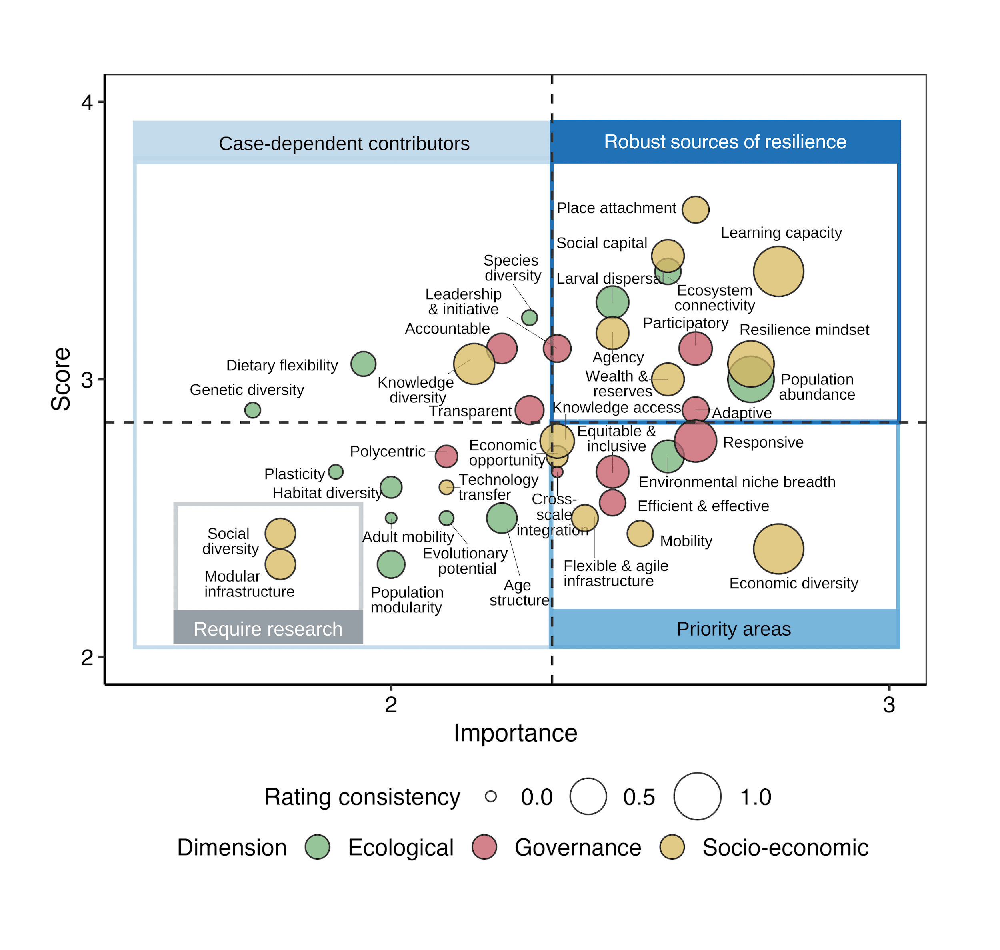 4
Case-dependent contributors
Robust sources of resilience
Place attachment
Learning capacity
Social capital
Species
diversity
Larval dispersal
Leadership
& initiative
Ecosystem
connectivity
Accountable
Participatory
Resilience mindset
Dietary flexibility
Agency
Knowledge
diversity
Wealth &
reserves
Population
abundance
Score
3
Genetic diversity
Transparent
Knowledge access
Adaptive
Equitable &
inclusive
Responsive
Polycentric
Economic
opportunity
Plasticity
Technology
transfer
Environmental niche breadth
Habitat diversity
Cross-
scale
integration
Efficient & effective
Social
diversity
Adult mobility
Mobility
Evolutionary
potential
Modular
infrastructure
Flexible & agile
infrastructure
Age
structure
Economic diversity
Population
modularity
Require research
Priority areas
2
2
3
Importance
Rating consistency 0.0 0.5 1.0
Dimension Ecological Governance Socio-economic